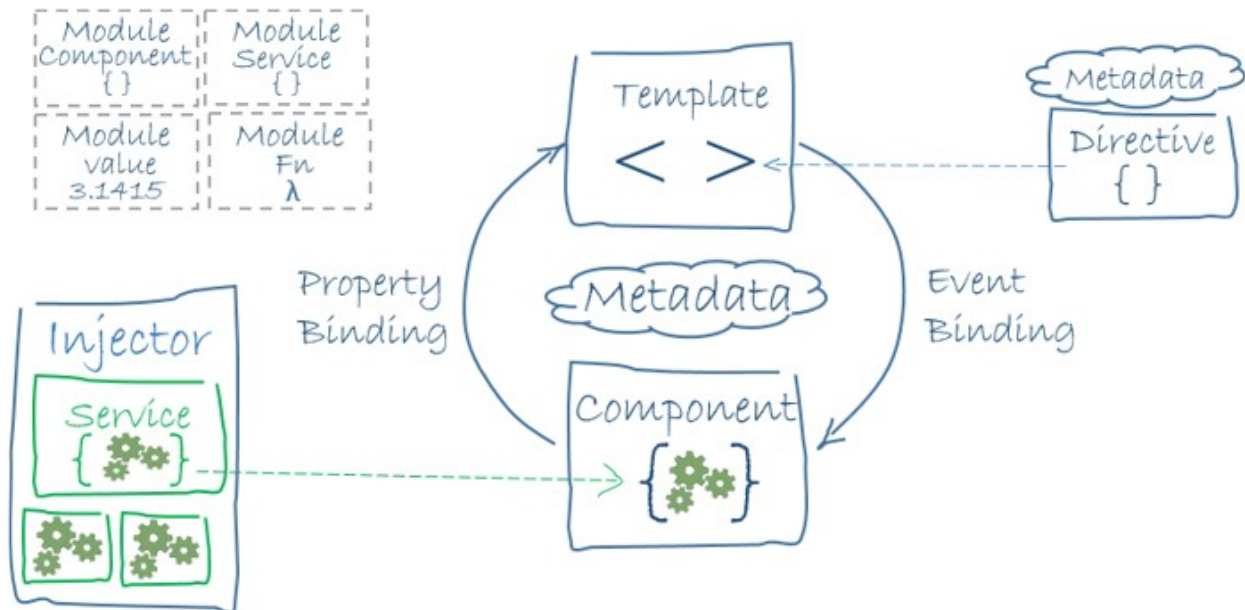 Module
Component
{ }
Module
Service
{ }
Module
value
3.1415
Module
Fn
λ
Template
< >
Metadata
Directive
{ }
Property
Binding
Metadata
Event
Binding
Injector
Service
{ }
Component
{ }